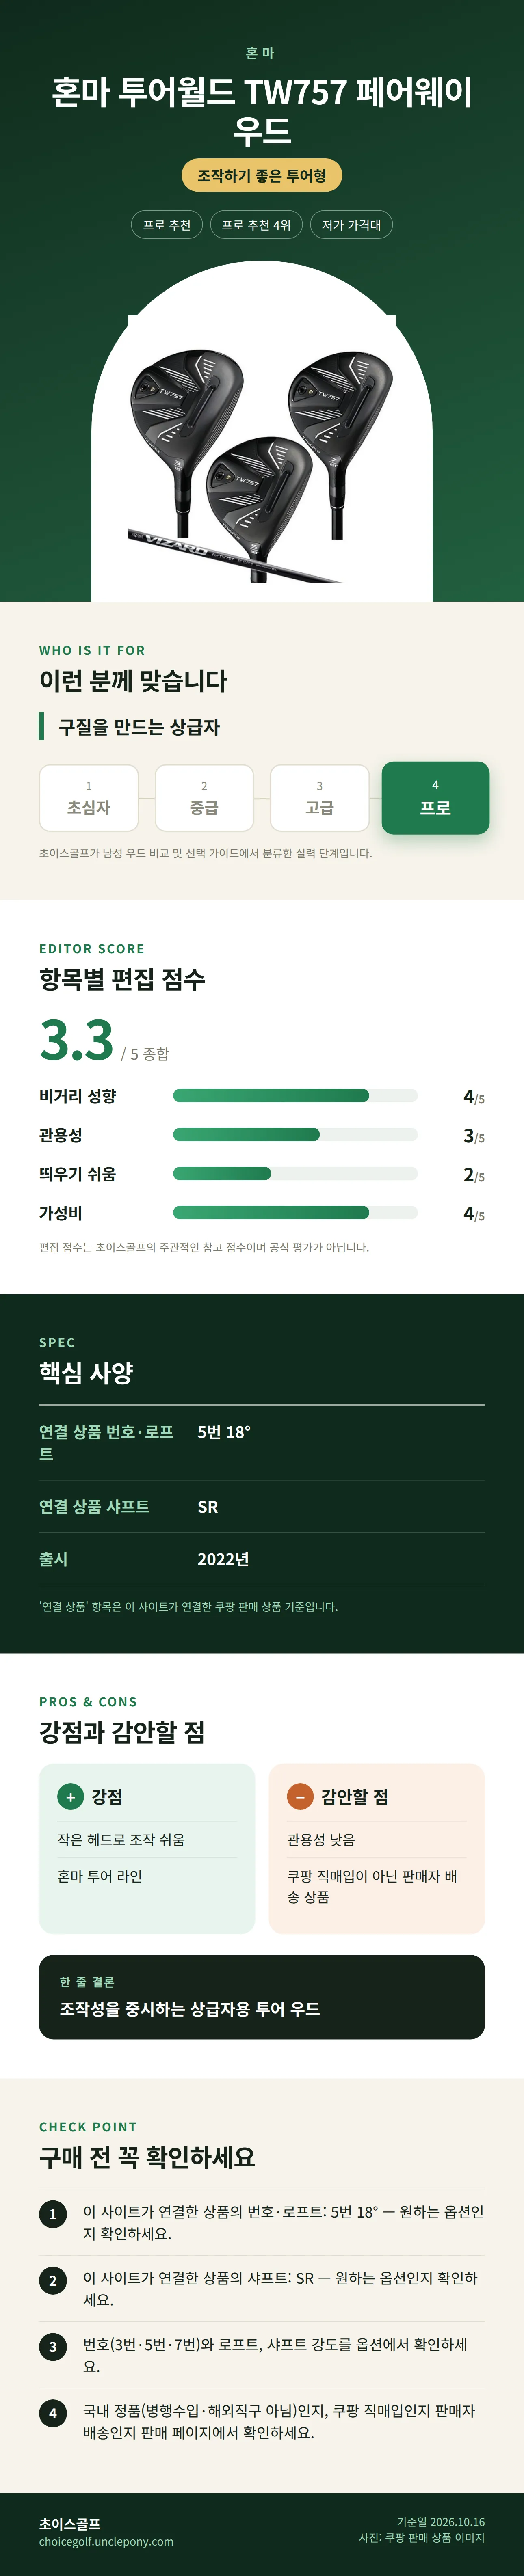 혼마
혼마 투어월드 TW757 페어웨이
우드
조작하기 좋은 투어형
프로 추천
프로 추천 4위
저가 가격대
TW757
TW757
TW757
VIZARD
WHO IS IT FOR
이런 분께 맞습니다
구질을 만드는 상급자
1
초심자
2
중급
3
고급
4
프로
초이스골프가 남성 우드 비교 및 선택 가이드에서 분류한 실력 단계입니다.
EDITOR SCORE
항목별 편집 점수
3.3 / 5 종합
비거리 성향 4/5
관용성 3/5
띄우기 쉬움 2/5
가성비 4/5
편집 점수는 초이스골프의 주관적인 참고 점수이며 공식 평가가 아닙니다.
SPEC
핵심 사양
연결 상품 번호·로프
트
5번 18°
연결 상품 샤프트 SR
출시 2022년
'연결 상품' 항목은 이 사이트가 연결한 쿠팡 판매 상품 기준입니다.
PROS & CONS
강점과 감안할 점
+ 강점
작은 헤드로 조작 쉬움
혼마 투어 라인
− 감안할 점
관용성 낮음
쿠팡 직매입이 아닌 판매자 배
송 상품
한 줄 결론
조작성을 중시하는 상급자용 투어 우드
CHECK POINT
구매 전 꼭 확인하세요
1 이 사이트가 연결한 상품의 번호·로프트: 5번 18° — 원하는 옵션인
지 확인하세요.
2 이 사이트가 연결한 상품의 샤프트: SR — 원하는 옵션인지 확인하
세요.
3 번호(3번·5번·7번)와 로프트, 샤프트 강도를 옵션에서 확인하세
요.
4 국내 정품(병행수입·해외직구 아님)인지, 쿠팡 직매입인지 판매자
배송인지 판매 페이지에서 확인하세요.
초이스골프
choicegolf.unclepony.com
기준일 2026.10.16
사진: 쿠팡 판매 상품 이미지